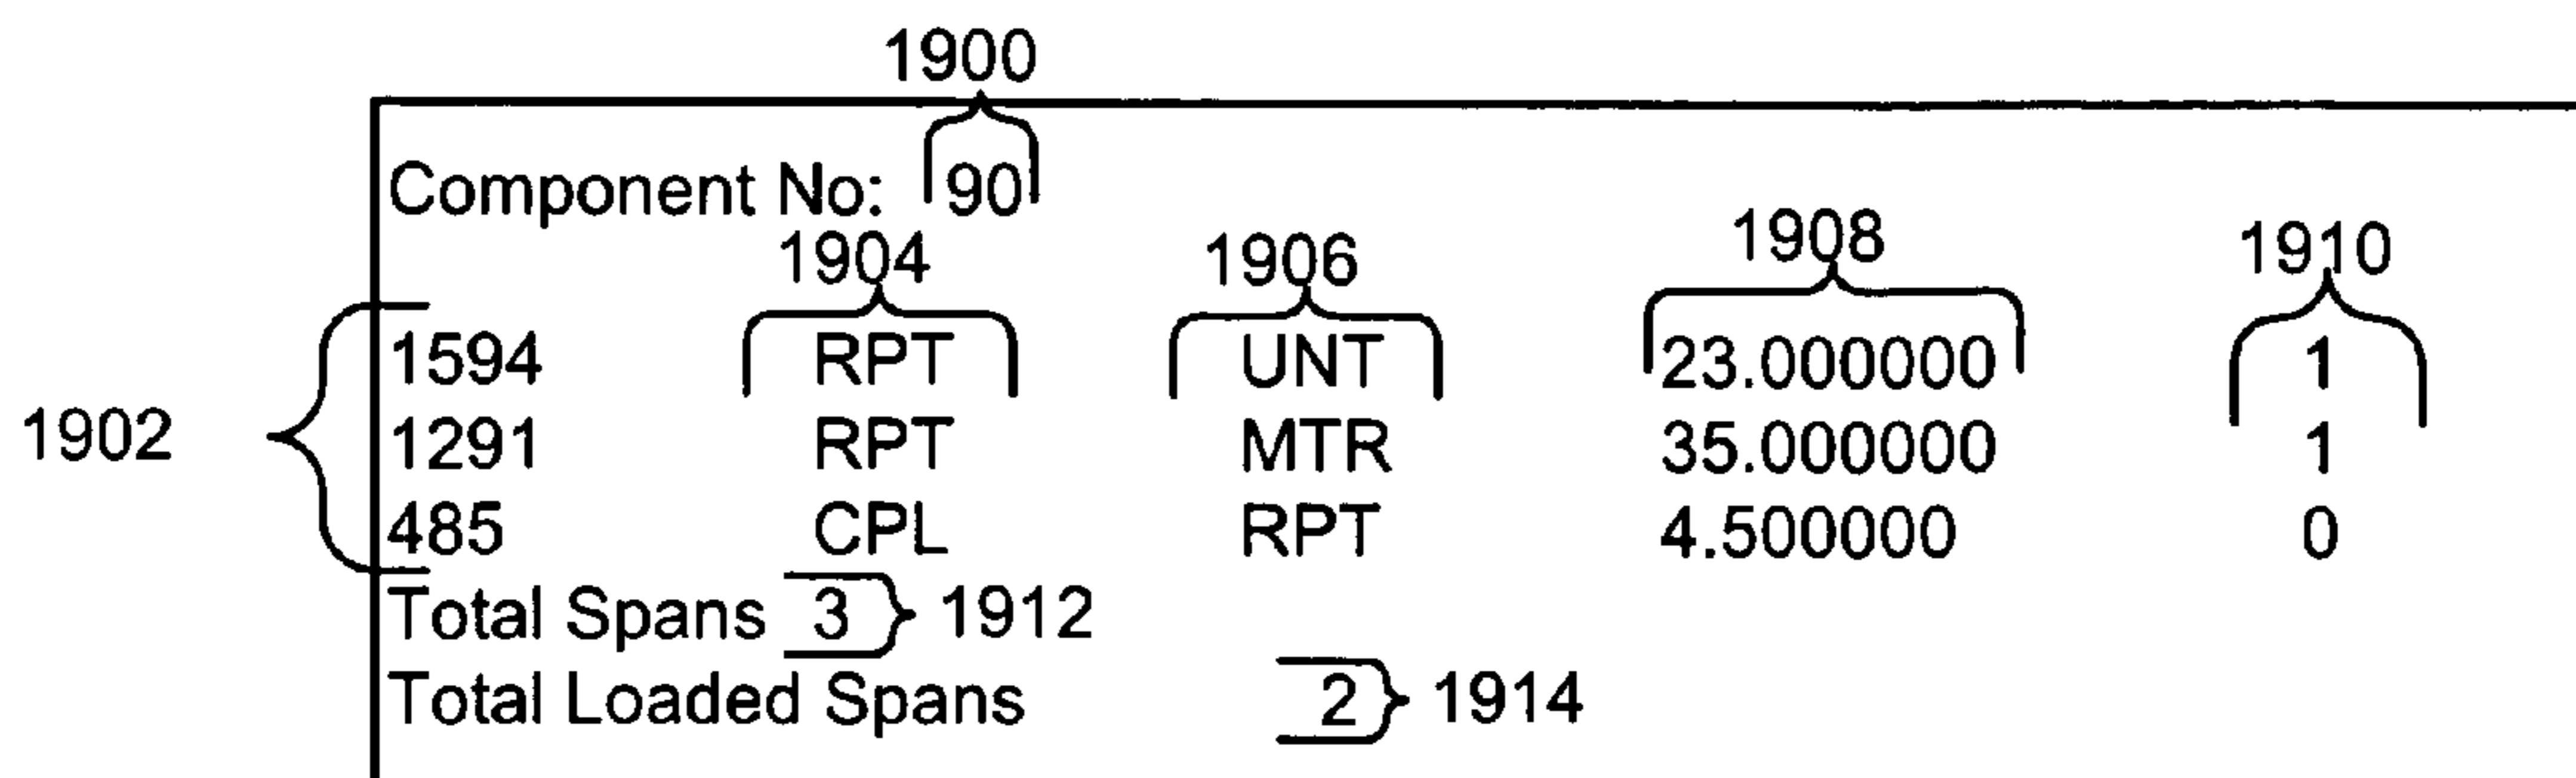 1900
Component No: 90
1904 1906 1908 1910
1594 RPT UNT 23.000000 1
1902 1291 RPT MTR 35.000000 1
485 CPL RPT 4.500000 0
Total Spans 3 1912
Total Loaded Spans 2 1914